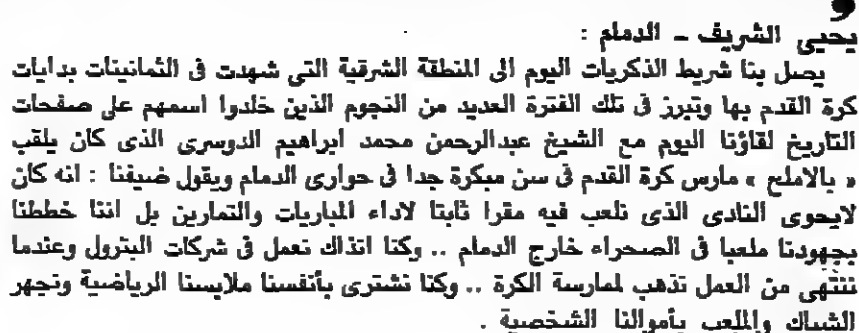 يحيى الشريف ـ الدمام :
يصل بنا شريط الذكريات اليوم الى المنطقة الشرقية التى شهدت فى الثمانينات بدايات
كرة القدم بها وتبرز فى تلك الفترة العديد من النجوم الذين خلدوا اسمهم على صفحات
التاريخ لقاؤنا اليوم مع الشيخ عبدالرحمن محمد ابراهيم الدوسرى الذى كان يلقب
« بالاملح » مارس كرة القدم فى سن مبكرة جدا فى حوارى الدمام ويقول ضيفنا : انه كان
لايحوى النادى الذى نلعب فيه مقرا ثابتا لاداء المباريات والتمارين بل اننا خططنا
بجهودنا ملعبا فى الصحراء خارج الدمام .. وكنا انذاك نعمل فى شركات البترول وعندما
ننتهى من العمل نذهب لممارسة الكرة .. وكنا نشترى بأنفسنا ملابسنا الرياضية ونجهر
الشباك والملعب بأموالنا الشخصية .